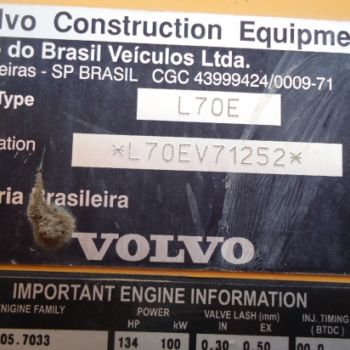 lvo Construction Equipme
do Brasil Veículos Ltda.
eiras - SP BRASIL CGC 43999424/0009-71
Type L70E
ation *L70EV71252*
ria Brasileira
VOLVO
IMPORTANT ENGINE INFORMATION
ENIGINE FAMILY POWER VALVE LASH (mm) INJ. TIMING
HP kW IN EX ( BTDC )
05.7033 134 100 0.30 0.50